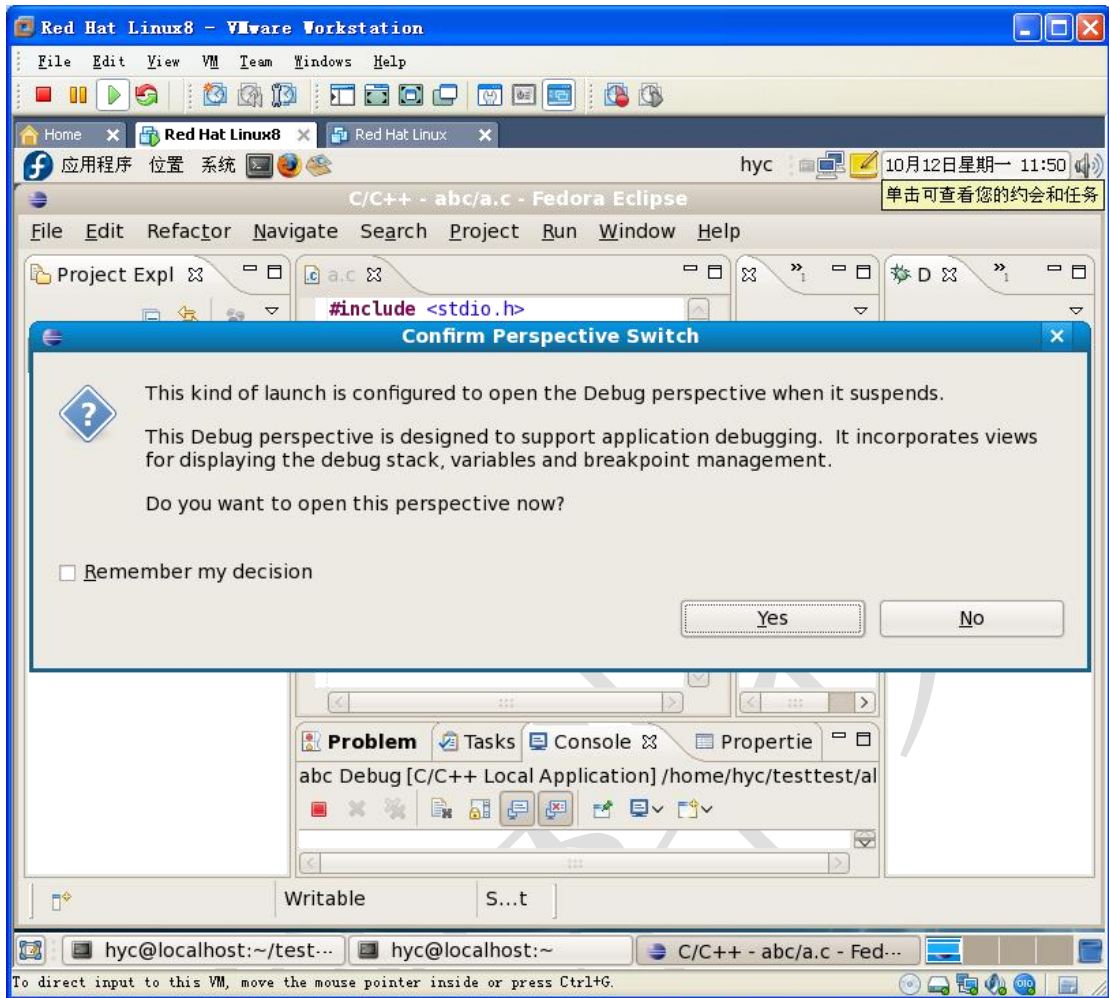 Red Hat Linux8 - VMware Workstation
File Edit View VM Team Windows Help
Home Red Hat Linux8 Red Hat Linux
应用程序 位置 系统 hyc 10月12日星期一 11:50
C/C++ - abc/a.c - Fedora Eclipse
单击可查看您的约会和任务
File Edit Refactor Navigate Search Project Run Window Help
Project Expl a.c »1 D »1
#include <stdio.h>
Confirm Perspective Switch
This kind of launch is configured to open the Debug perspective when it suspends.
This Debug perspective is designed to support application debugging. It incorporates views
for displaying the debug stack, variables and breakpoint management.
Do you want to open this perspective now?
Remember my decision
Yes No
Problem Tasks Console Propertie
abc Debug [C/C++ Local Application] /home/hyc/testtest/al
Writable S...t
hyc@localhost:~/test··· hyc@localhost:~ C/C++ - abc/a.c - Fed···
To direct input to this VM, move the mouse pointer inside or press Ctrl+G.